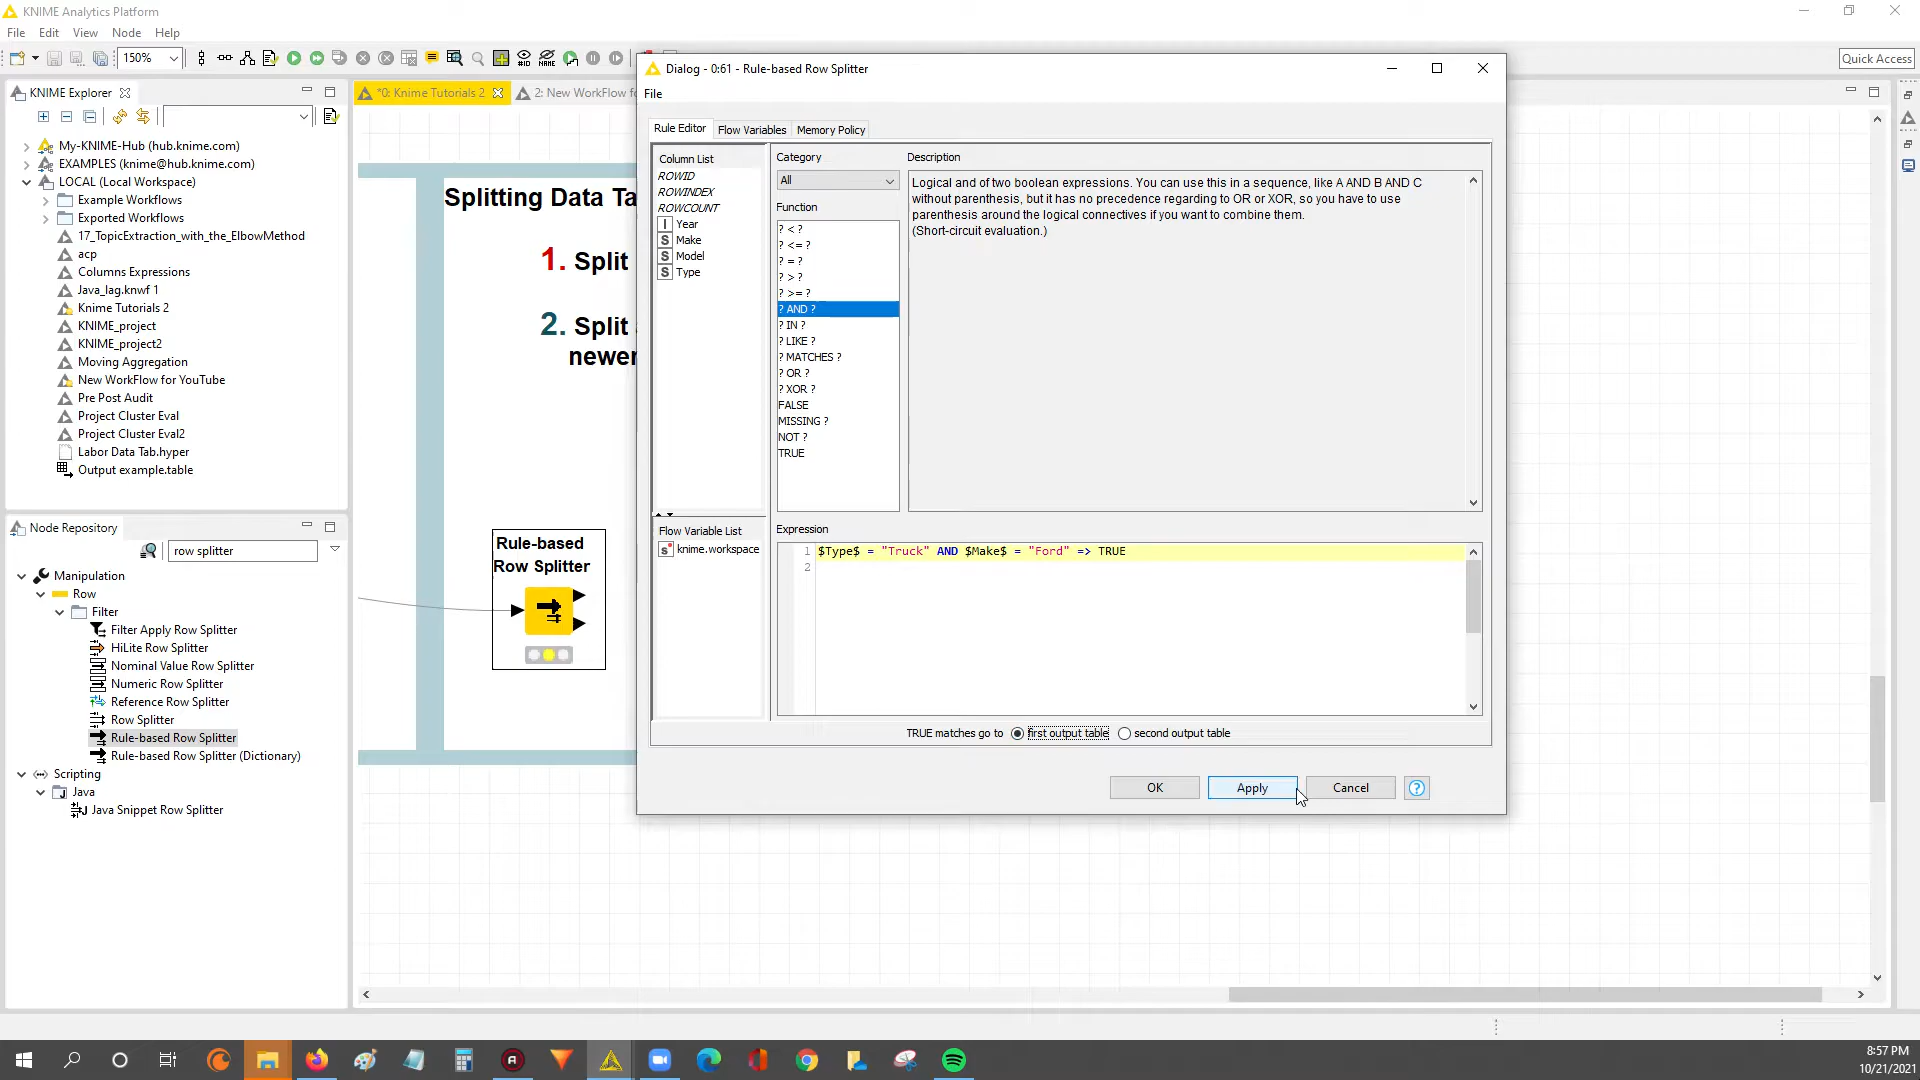 KNIME Analytics Platform
File Edit View Node Help
150%
Quick Access
KNIME Explorer
My-KNIME-Hub (hub.knime.com)
EXAMPLES (knime@hub.knime.com)
LOCAL (Local Workspace)
Example Workflows
Exported Workflows
17_TopicExtraction_with_the_ElbowMethod
acp
Columns Expressions
Java_lag.knwf 1
Knime Tutorials 2
KNIME_project
KNIME_project2
Moving Aggregation
New WorkFlow for YouTube
Pre Post Audit
Project Cluster Eval
Project Cluster Eval2
Labor Data Tab.hyper
Output example.table
Node Repository
row splitter
Manipulation
Row
Filter
Filter Apply Row Splitter
HiLite Row Splitter
Nominal Value Row Splitter
Numeric Row Splitter
Reference Row Splitter
Row Splitter
Rule-based Row Splitter
Rule-based Row Splitter (Dictionary)
Scripting
Java
Java Snippet Row Splitter
*0: Knime Tutorials 2
2: New WorkFlow fo
Splitting Data Ta
1. Split
2. Split
newer
Rule-based
Row Splitter
Dialog - 0:61 - Rule-based Row Splitter
File
Rule Editor Flow Variables Memory Policy
Column List
ROWID
ROWINDEX
ROWCOUNT
I Year
S Make
S Model
S Type
Flow Variable List
s knime.workspace
Category
All
Function
? < ?
? <= ?
? = ?
? > ?
? >= ?
? AND ?
? IN ?
? LIKE ?
? MATCHES ?
? OR ?
? XOR ?
FALSE
MISSING ?
NOT ?
TRUE
Description
Logical and of two boolean expressions. You can use this in a sequence, like A AND B AND C
without parenthesis, but it has no precedence regarding to OR or XOR, so you have to use
parenthesis around the logical connectives if you want to combine them.
(Short-circuit evaluation.)
Expression
1 $Type$ = "Truck" AND $Make$ = "Ford" => TRUE
2
TRUE matches go to first output table second output table
OK Apply Cancel ?
8:57 PM
10/21/2021